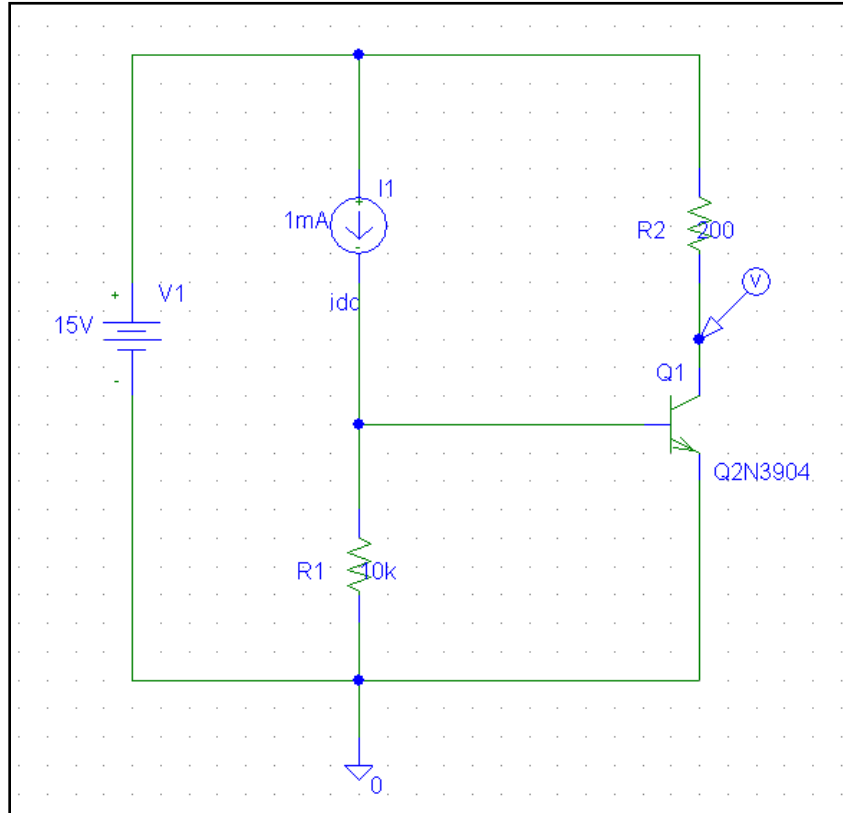 I1
1mA
+
-
idc
+
V1
15V
-
R2
200
V
Q1
Q2N3904
R1
10k
0